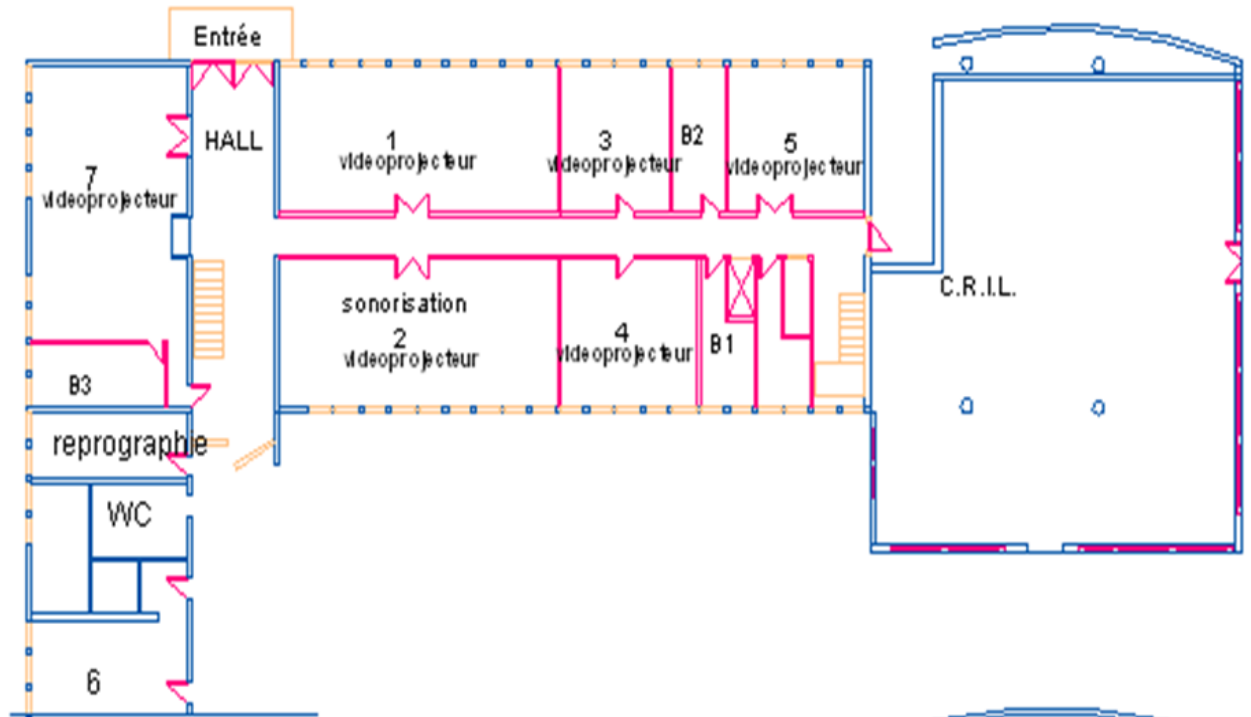 Entrée
HALL
7
videoprojecteur
1
videoprojecteur
3
videoprojecteur
B2
5
videoprojecteur
C.R.I.L.
sonorisation
2
videoprojecteur
4
videoprojecteur
B1
B3
reprographie
WC
6